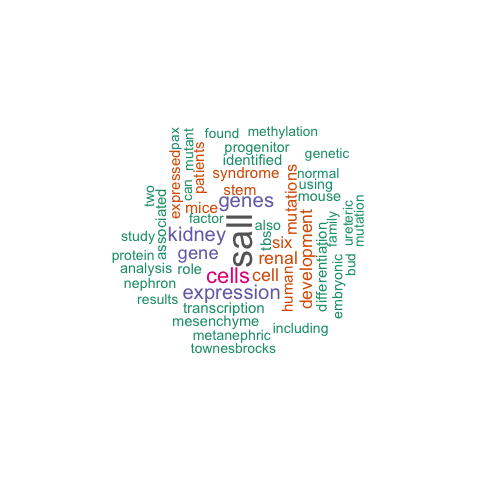 found methylation
pax
mutant
progenitor
identified
genetic
expressed
patients
syndrome
normal
can
stem
using
two
mice
genes
mouse
mutations
associated
factor
also
study
kidney
sall
tbs
six
development
differentiation
family
ureteric
mutation
gene
renal
protein
analysis
role
cells
cell
human
embryonic
bud
nephron
results
expression
transcription
mesenchyme
including
metanephric
townesbrocks